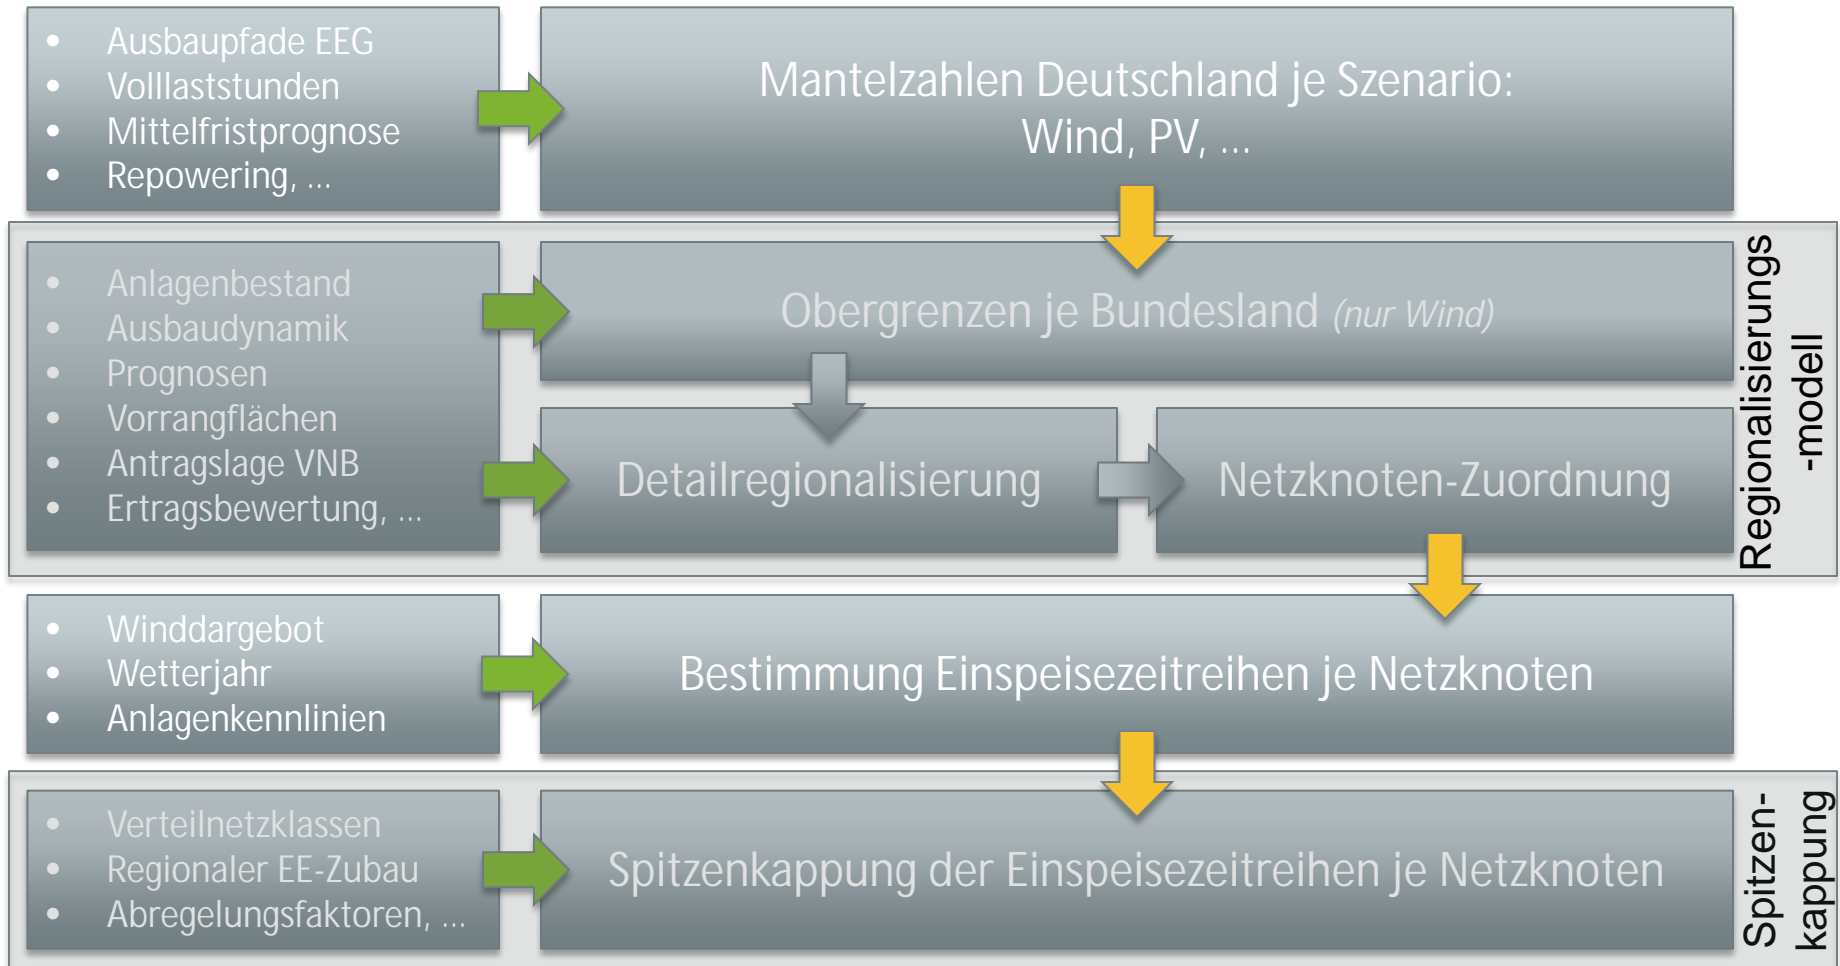 • Ausbaupfade EEG
• Volllaststunden
• Mittelfristprognose
• Repowering, ...
Mantelzahlen Deutschland je Szenario:
Wind, PV, ...
• Anlagenbestand
• Ausbaudynamik
• Prognosen
• Vorrangflächen
• Antragslage VNB
• Ertragsbewertung, ...
Obergrenzen je Bundesland (nur Wind)
Detailregionalisierung
Netzknoten-Zuordnung
Regionalisierungs
-modell
• Winddargebot
• Wetterjahr
• Anlagenkennlinien
Bestimmung Einspeisezeitreihen je Netzknoten
• Verteilnetzklassen
• Regionaler EE-Zubau
• Abregelungsfaktoren, ...
Spitzenkappung der Einspeisezeitreihen je Netzknoten
Spitzen-
kappung